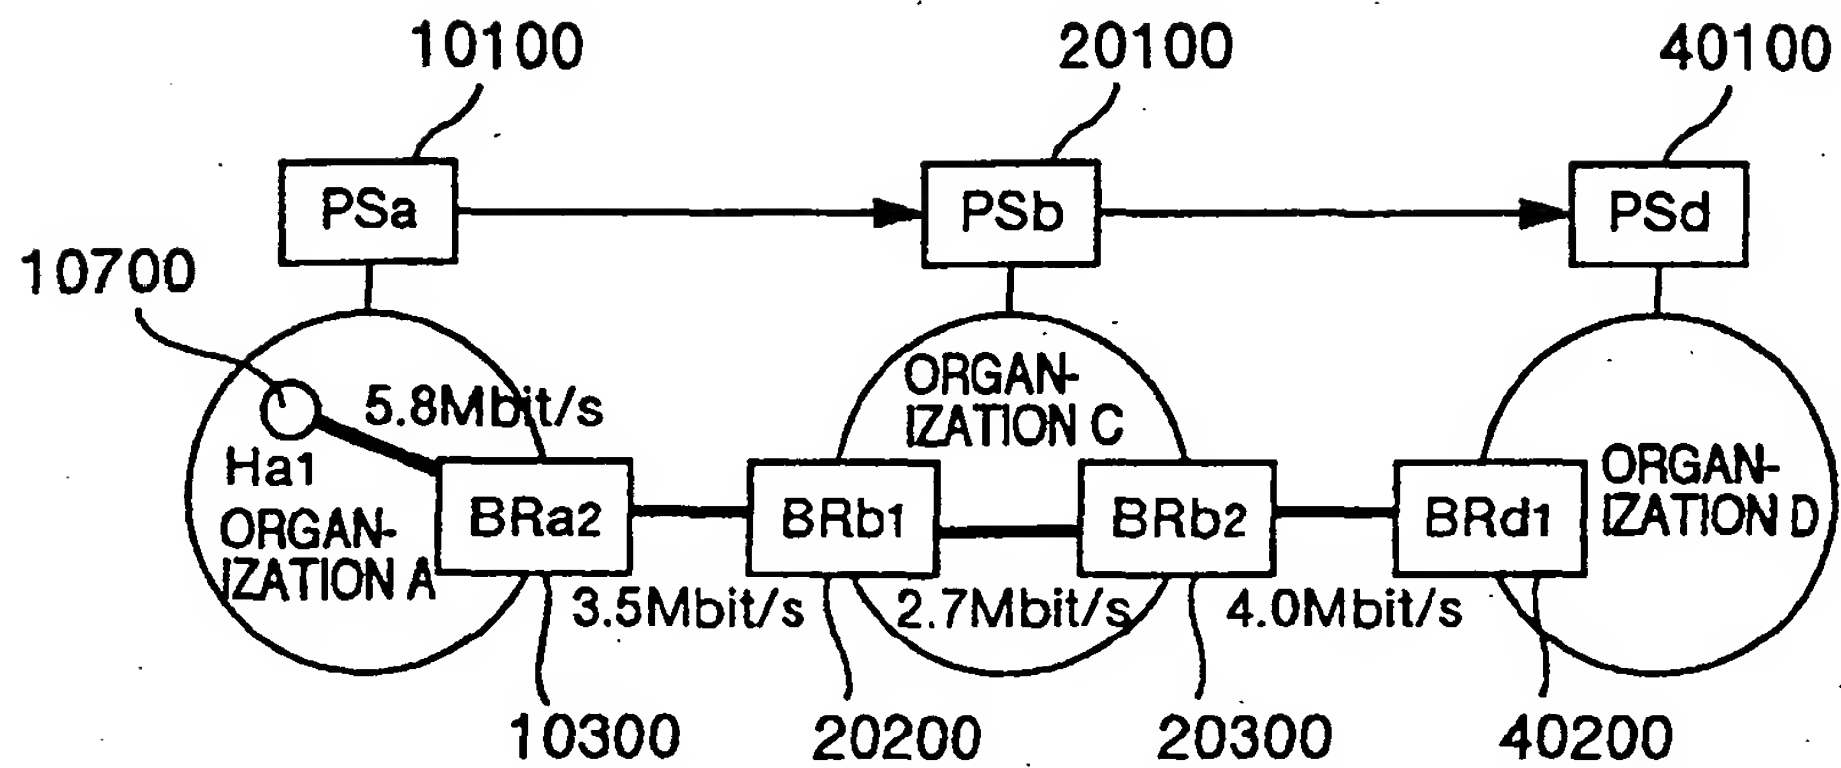 10100
20100
40100
PSa
PSb
PSd
10700
5.8Mbit/s
ORGAN-
IZATION C
Ha1
ORGAN-
IZATION A
BRa2
BRb1
BRb2
BRd1
ORGAN-
IZATION D
3.5Mbit/s
2.7Mbit/s
4.0Mbit/s
10300
20200
20300
40200